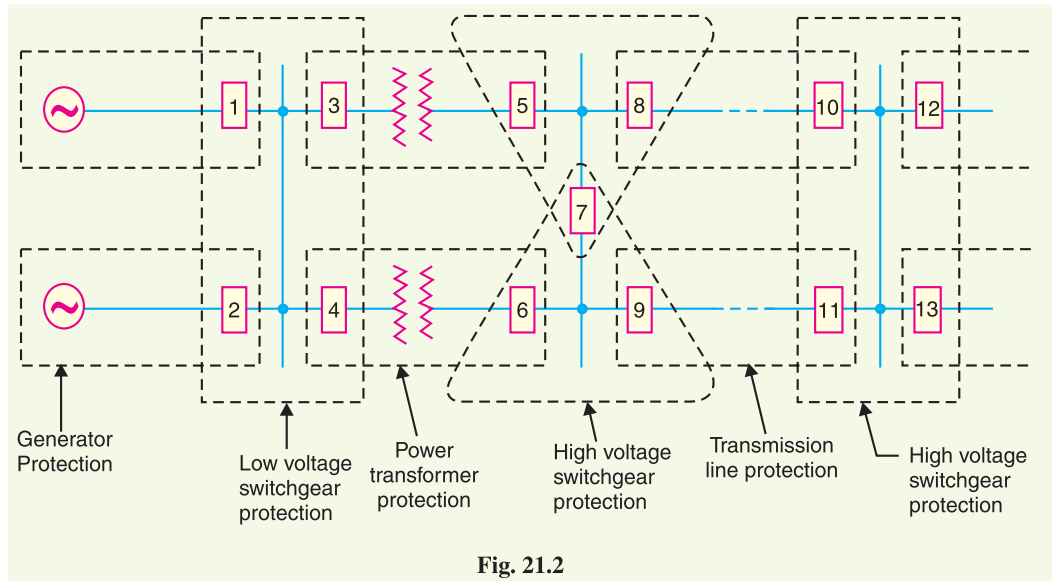 1
3
5
8
10
12
7
2
4
6
9
11
13
Generator
Protection
Low voltage
switchgear
protection
Power
transformer
protection
High voltage
switchgear
protection
Transmission
line protection
High voltage
switchgear
protection
Fig. 21.2